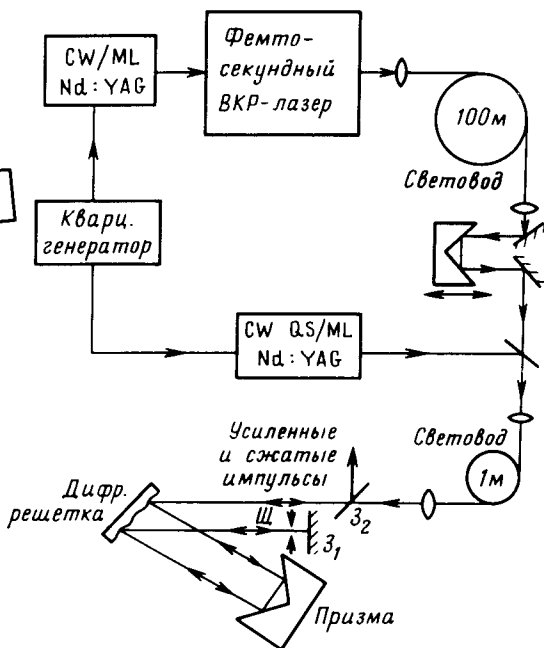 CW/ML
Nd:YAG
Фемто-
секундный
ВКР-лазер
100м
Световод
Кварц.
генератор
CW QS/ML
Nd:YAG
Световод
1м
Усиленные
и сжатые
импульсы
Дифр.
решетка
Щ
З₁
З₂
Призма